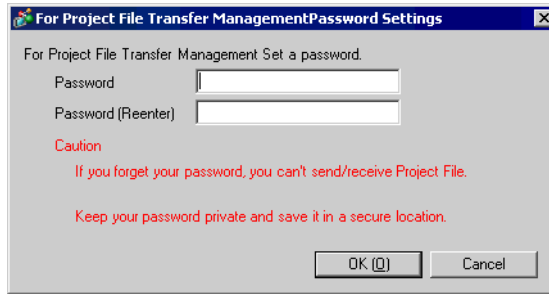 For Project File Transfer ManagementPassword Settings
For Project File Transfer Management Set a password.
Password
Password (Reenter)
Caution
If you forget your password, you can't send/receive Project File.
Keep your password private and save it in a secure location.
OK (O)
Cancel